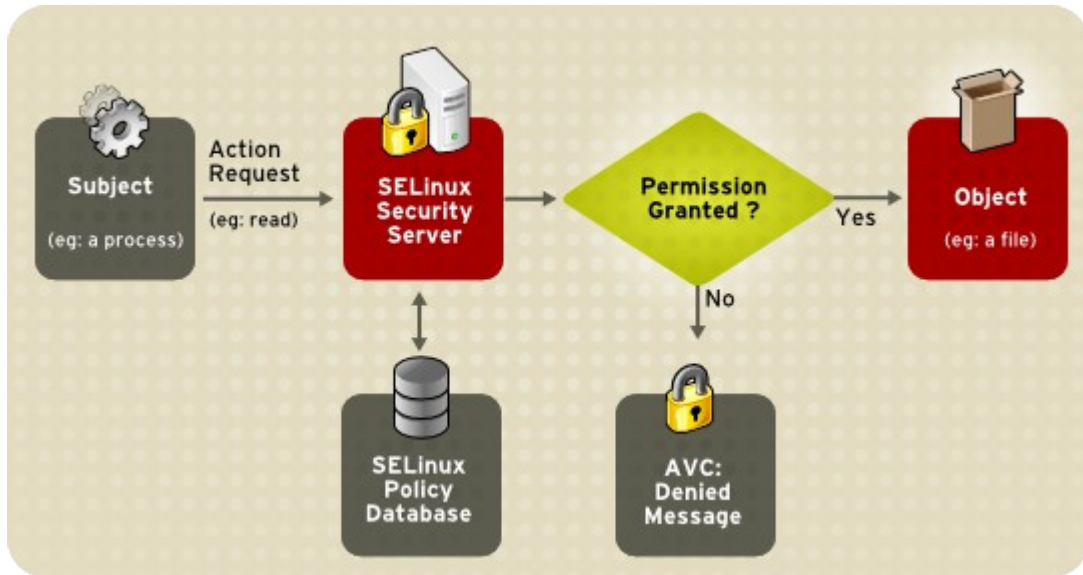 Subject
(eg: a process)
Action
Request
(eg: read)
SELinux
Security
Server
Permission
Granted ?
Yes
Object
(eg: a file)
No
SELinux
Policy
Database
AVC:
Denied
Message